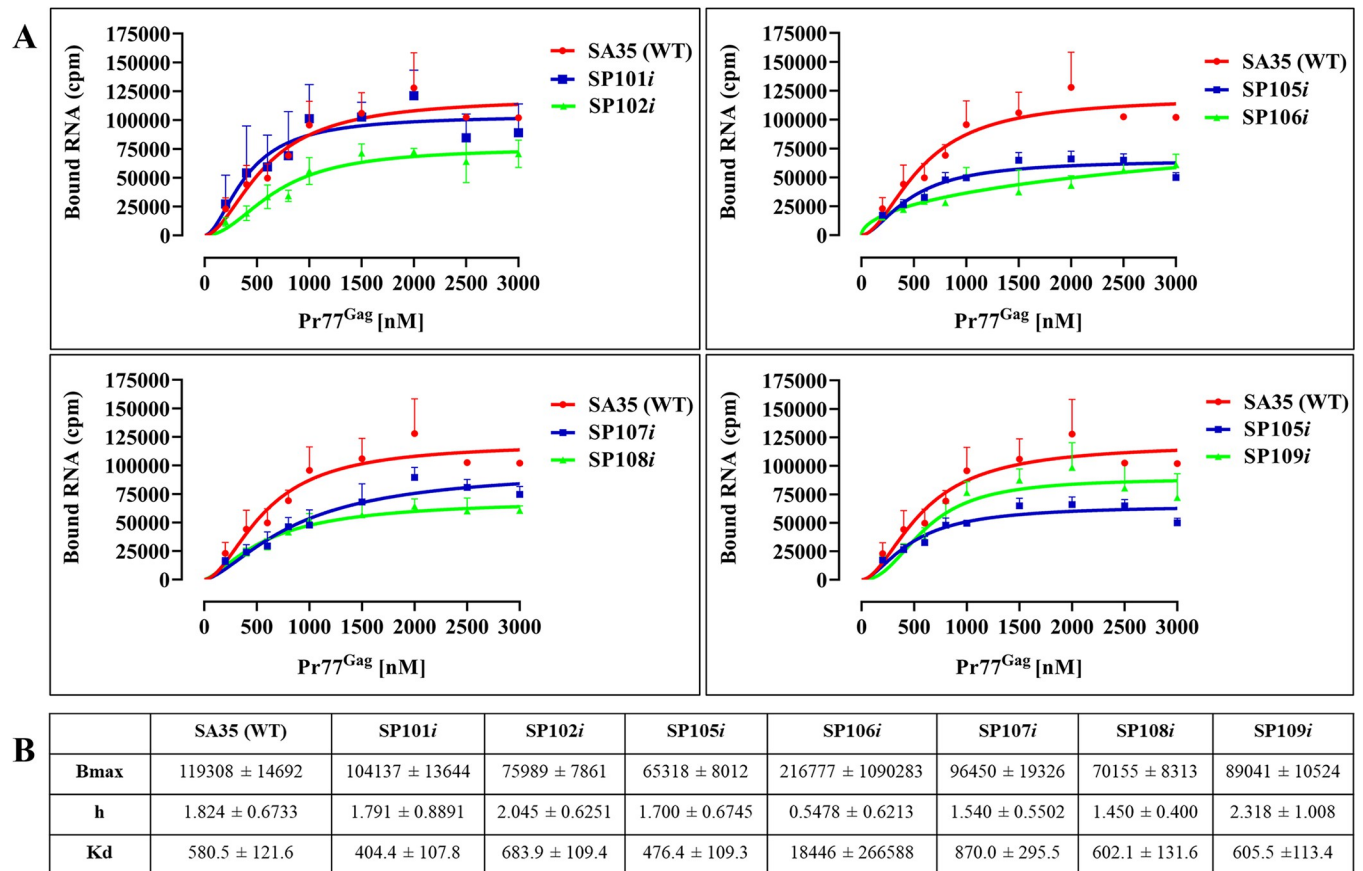 A
175000
150000
125000
100000
75000
50000
25000
0
Bound RNA (cpm)
0 500 1000 1500 2000 2500 3000
Pr77Gag [nM]
SA35 (WT)
SP101i
SP102i
175000
150000
125000
100000
75000
50000
25000
0
Bound RNA (cpm)
0 500 1000 1500 2000 2500 3000
Pr77Gag [nM]
SA35 (WT)
SP105i
SP106i
175000
150000
125000
100000
75000
50000
25000
0
Bound RNA (cpm)
0 500 1000 1500 2000 2500 3000
Pr77Gag [nM]
SA35 (WT)
SP107i
SP108i
175000
150000
125000
100000
75000
50000
25000
0
Bound RNA (cpm)
0 500 1000 1500 2000 2500 3000
Pr77Gag [nM]
SA35 (WT)
SP105i
SP109i
B
SA35 (WT) SP101i SP102i SP105i SP106i SP107i SP108i SP109i
Bmax 119308 ± 14692 104137 ± 13644 75989 ± 7861 65318 ± 8012 216777 ± 1090283 96450 ± 19326 70155 ± 8313 89041 ± 10524
h 1.824 ± 0.6733 1.791 ± 0.8891 2.045 ± 0.6251 1.700 ± 0.6745 0.5478 ± 0.6213 1.540 ± 0.5502 1.450 ± 0.400 2.318 ± 1.008
Kd 580.5 ± 121.6 404.4 ± 107.8 683.9 ± 109.4 476.4 ± 109.3 18446 ±266588 870.0 ± 295.5 602.1 ± 131.6 605.5 ±113.4